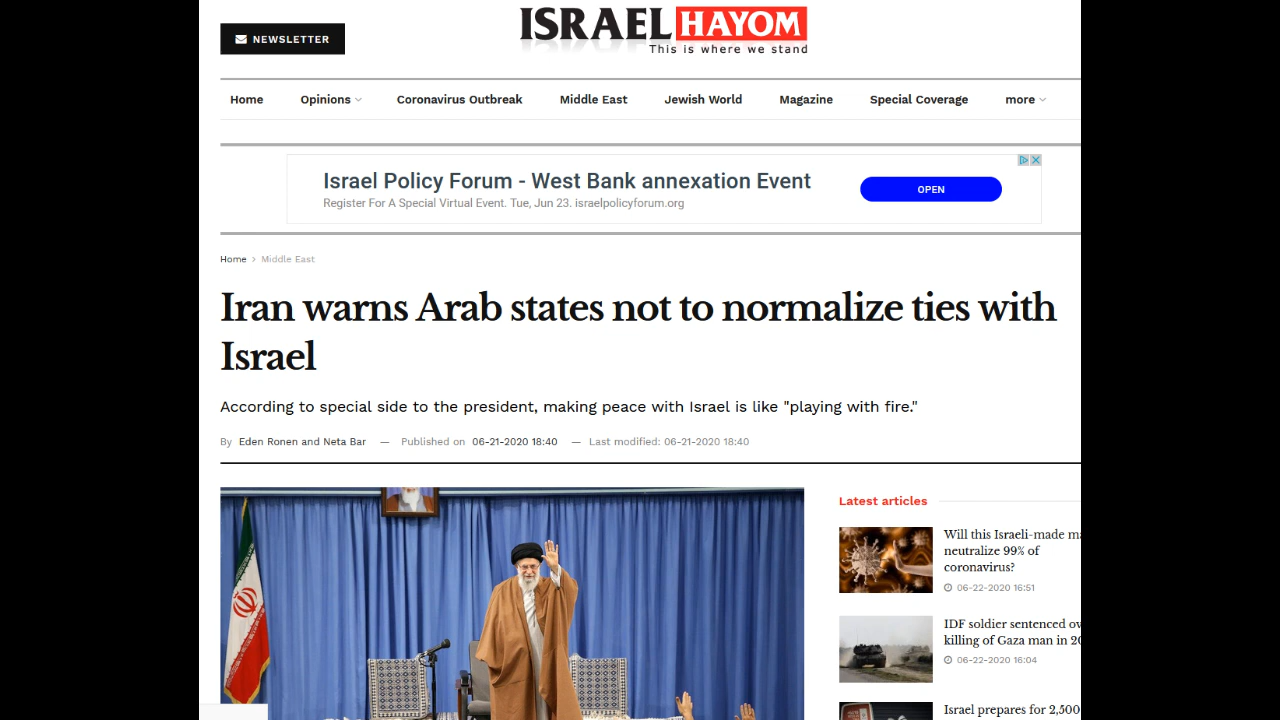 NEWSLETTER
ISRAEL HAYOM
This is where we stand
Home Opinions Coronavirus Outbreak Middle East Jewish World Magazine Special Coverage more
Israel Policy Forum - West Bank annexation Event
Register For A Special Virtual Event. Tue, Jun 23. israelpolicyforum.org
OPEN
Home > Middle East
Iran warns Arab states not to normalize ties with
Israel
According to special side to the president, making peace with Israel is like "playing with fire."
By Eden Ronen and Neta Bar — Published on 06-21-2020 18:40 — Last modified: 06-21-2020 18:40
Latest articles
Will this Israeli-made
neutralize 99% of
coronavirus?
06-22-2020 16:51
IDF soldier sentenced
killing of Gaza man in
06-22-2020 16:04
Israel prepares for 2,500